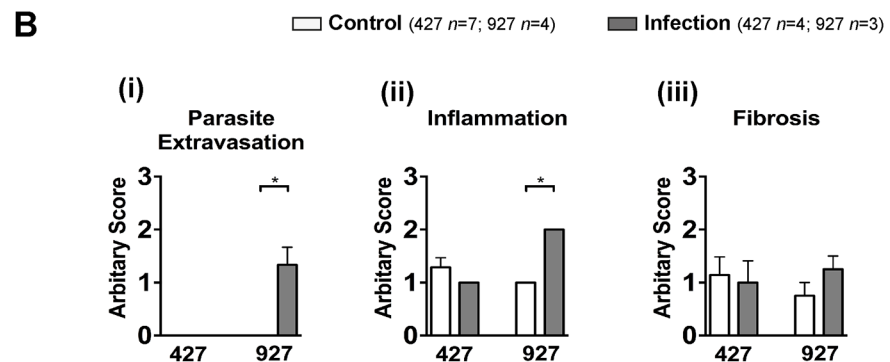 B
Control (427 n=7; 927 n=4)
Infection (427 n=4; 927 n=3)
(i)
Parasite
Extravasation
Arbitary Score
3
*
2
1
0
427
927
(ii)
Inflammation
Arbitary Score
3
*
2
1
0
427
927
(iii)
Fibrosis
Arbitary Score
3
2
1
0
427
927